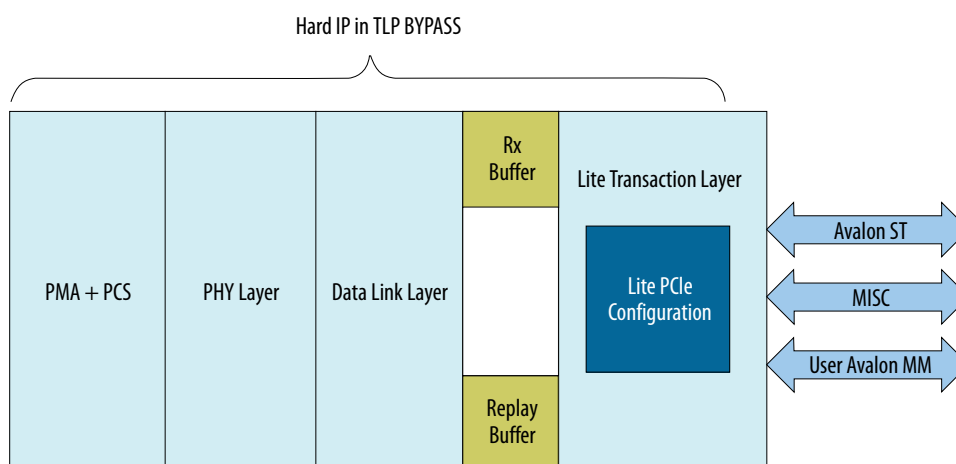 Hard IP in TLP BYPASS
Rx
Buffer
Lite Transaction Layer
Avalon ST
PMA + PCS
PHY Layer
Data Link Layer
Lite PCIe
Configuration
MISC
User Avalon MM
Replay
Buffer